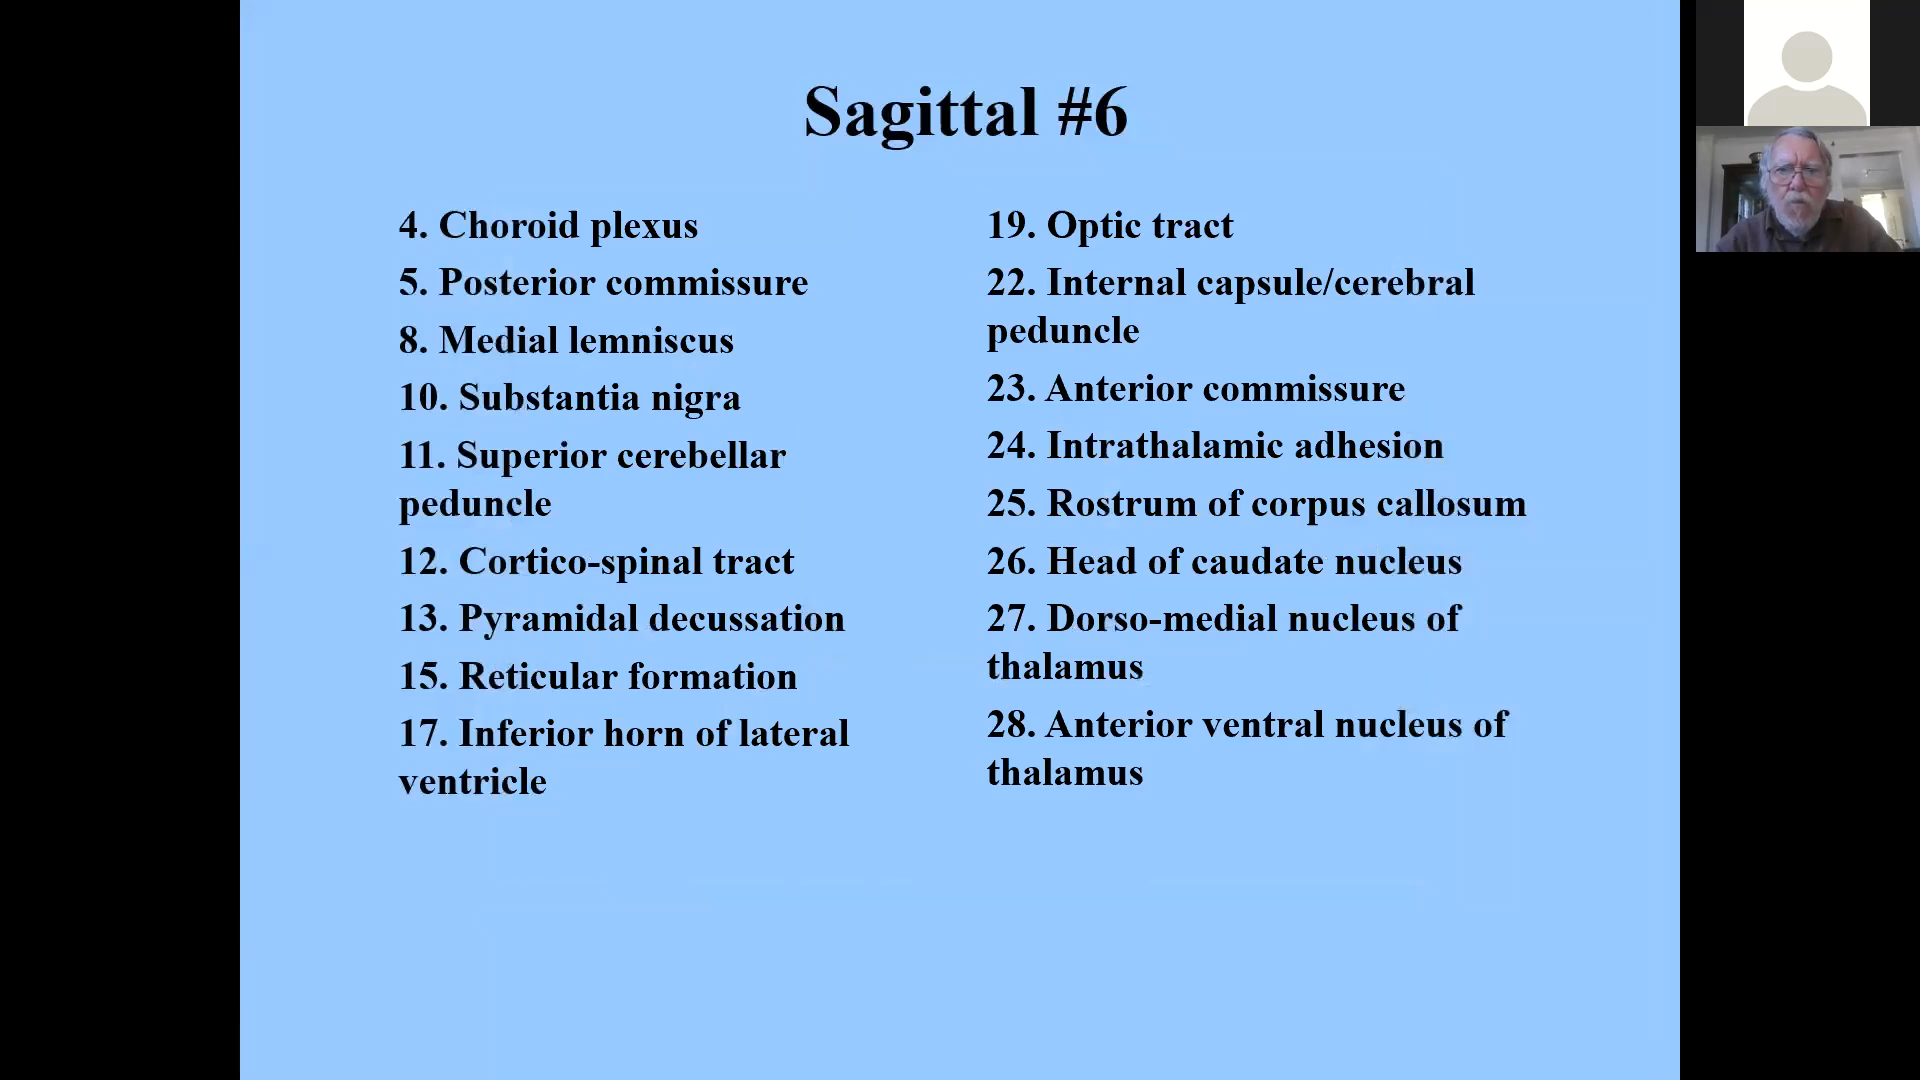 Sagittal #6
4. Choroid plexus
5. Posterior commissure
8. Medial lemniscus
10. Substantia nigra
11. Superior cerebellar
peduncle
12. Cortico-spinal tract
13. Pyramidal decussation
15. Reticular formation
17. Inferior horn of lateral
ventricle
19. Optic tract
22. Internal capsule/cerebral
peduncle
23. Anterior commissure
24. Intrathalamic adhesion
25. Rostrum of corpus callosum
26. Head of caudate nucleus
27. Dorso-medial nucleus of
thalamus
28. Anterior ventral nucleus of
thalamus